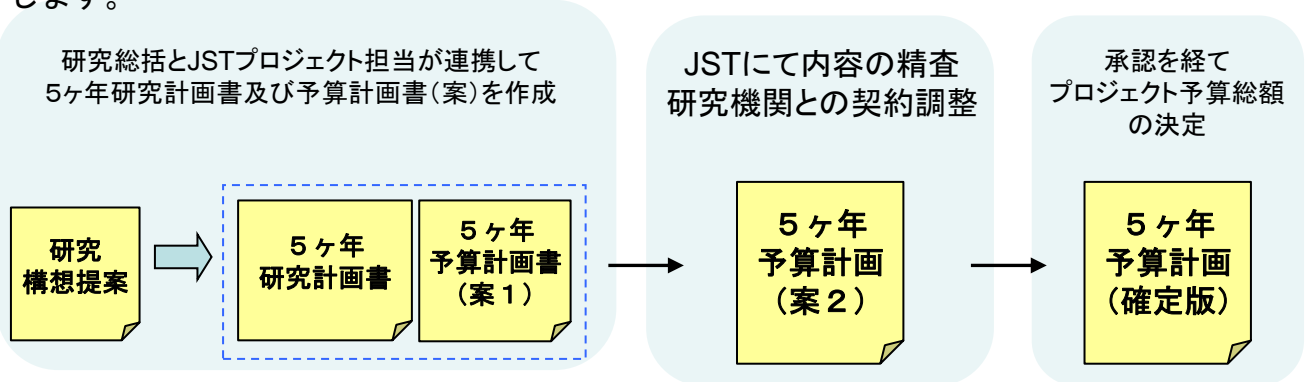 します。
研究総括とJSTプロジェクト担当が連携して
5ヶ年研究計画書及び予算計画書(案)を作成
JSTにて内容の精査
研究機関との契約調整
承認を経て
プロジェクト予算総額
の決定
研究
構想提案
５ヶ年
研究計画書
５ヶ年
予算計画書
（案１）
５ヶ年
予算計画
（案２）
５ヶ年
予算計画
（確定版）